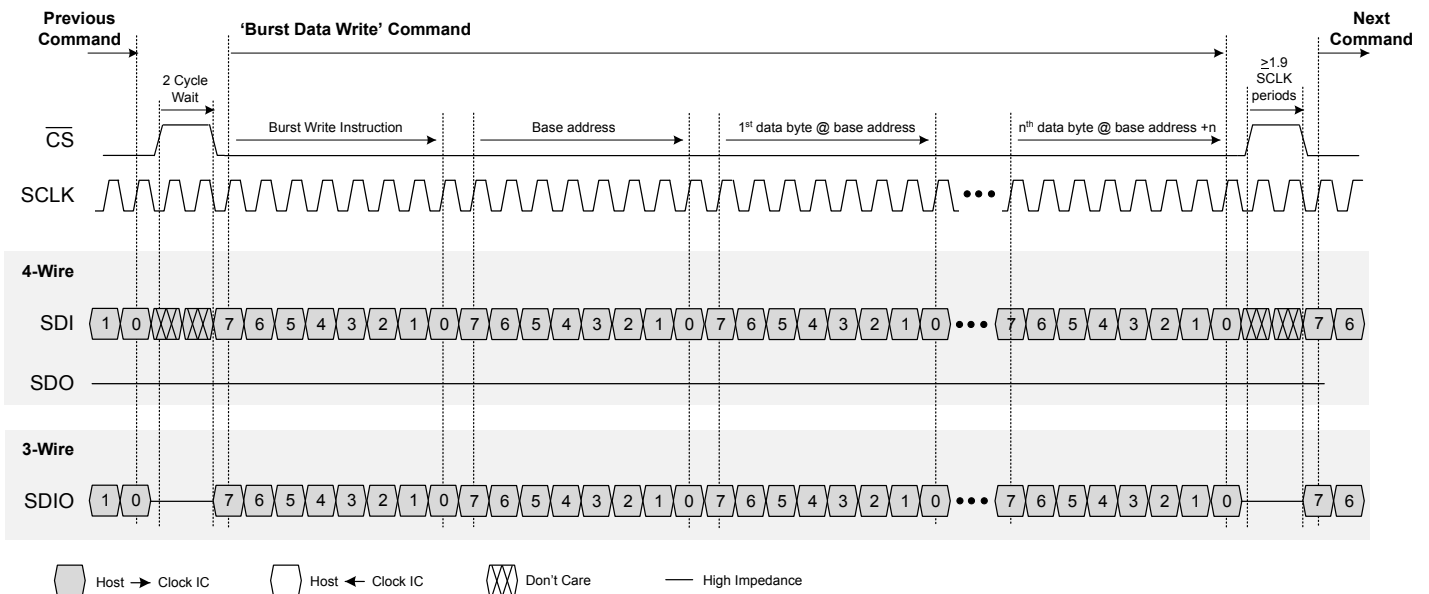 Previous Command
'Burst Data Write' Command
Next Command
2 Cycle Wait
≥1.9 SCLK periods
CS
Burst Write Instruction
Base address
1st data byte @ base address
nth data byte @ base address +n
SCLK
•••
4-Wire
SDI 1 0 7 6 5 4 3 2 1 0 7 6 5 4 3 2 1 0 7 6 5 4 3 2 1 0 ••• 7 6 5 4 3 2 1 0 7 6
SDO
3-Wire
SDIO 1 0 7 6 5 4 3 2 1 0 7 6 5 4 3 2 1 0 7 6 5 4 3 2 1 0 ••• 7 6 5 4 3 2 1 0 7 6
Host → Clock IC
Host ← Clock IC
Don't Care
High Impedance